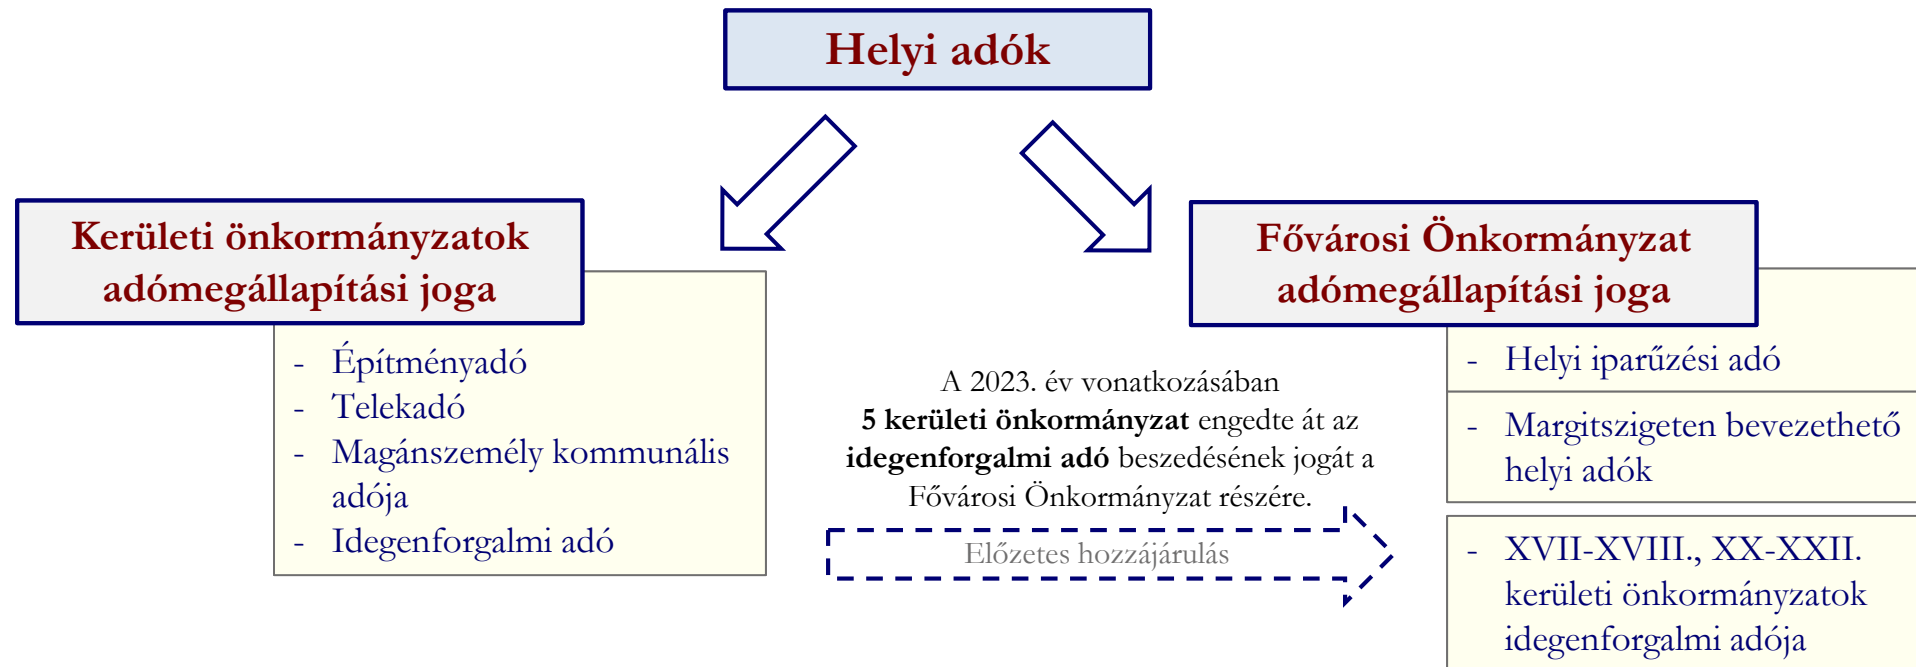 Helyi adók
Kerületi önkormányzatok
adómegállapítási joga
- Építményadó
- Telekadó
- Magánszemély kommunális
adója
- Idegenforgalmi adó
A 2023. év vonatkozásában
5 kerületi önkormányzat engedte át az
idegenforgalmi adó beszedésének jogát a
Fővárosi Önkormányzat részére.
Előzetes hozzájárulás
Fővárosi Önkormányzat
adómegállapítási joga
- Helyi iparűzési adó
- Margitszigeten bevezethető
helyi adók
- XVII-XVIII., XX-XXII.
kerületi önkormányzatok
idegenforgalmi adója